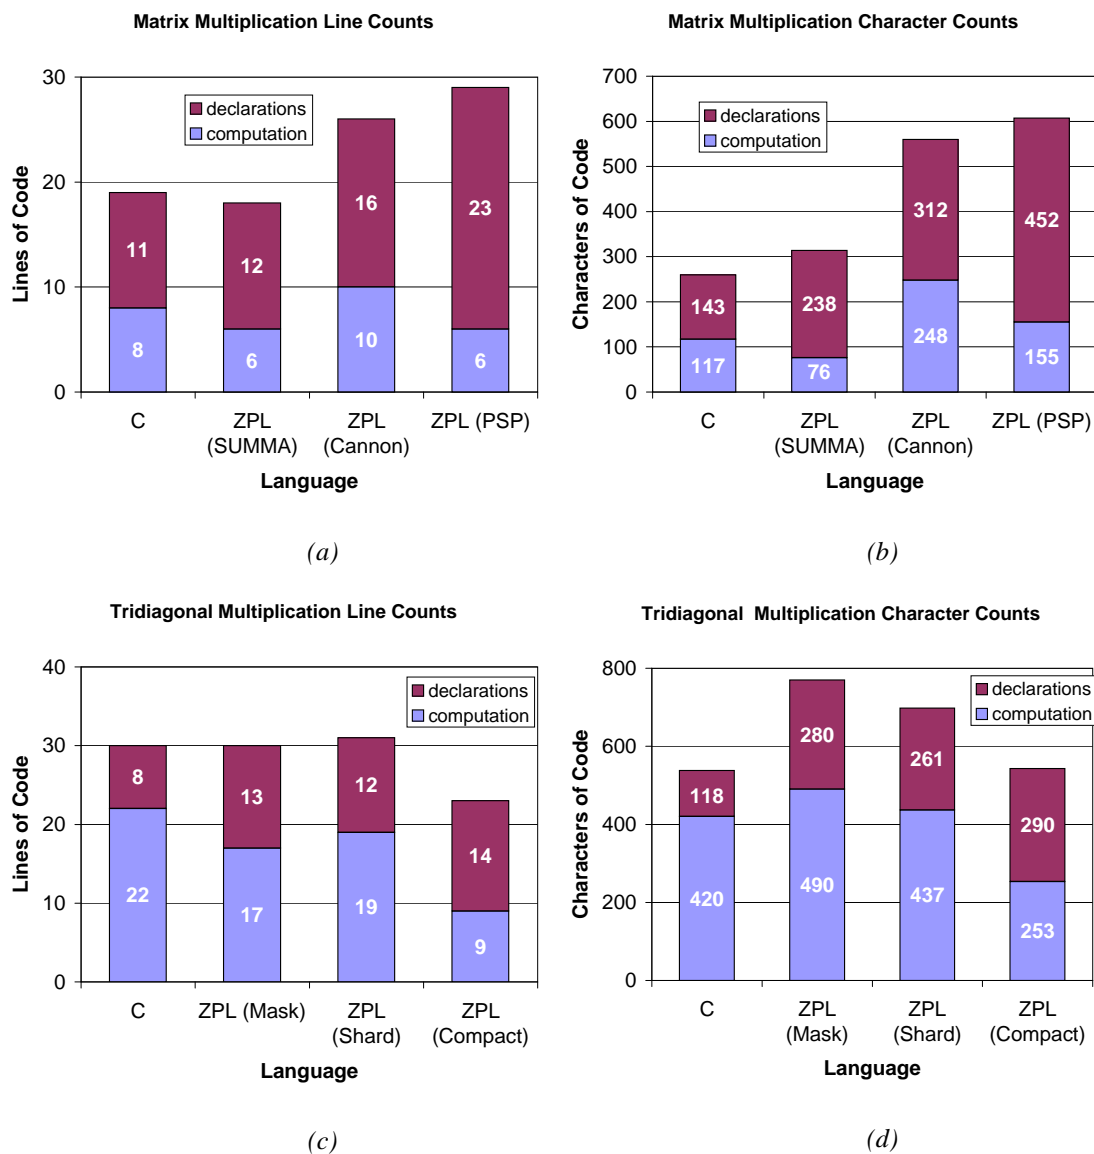 Matrix Multiplication Line Counts
30
20
10
0
Lines of Code
declarations
computation
11
8
12
6
16
10
23
6
C
ZPL
(SUMMA)
ZPL
(Cannon)
ZPL (PSP)
Language
(a)
Matrix Multiplication Character Counts
700
600
500
400
300
200
100
0
Characters of Code
declarations
computation
143
117
238
76
312
248
452
155
C
ZPL
(SUMMA)
ZPL
(Cannon)
ZPL (PSP)
Language
(b)
Tridiagonal Multiplication Line Counts
40
30
20
10
0
Lines of Code
declarations
computation
8
22
13
17
12
19
14
9
C
ZPL (Mask)
ZPL
(Shard)
ZPL
(Compact)
Language
(c)
Tridiagonal  Multiplication Character Counts
800
600
400
200
0
Characters of Code
declarations
computation
118
420
280
490
261
437
290
253
C
ZPL
(Mask)
ZPL
(Shard)
ZPL
(Compact)
Language
(d)